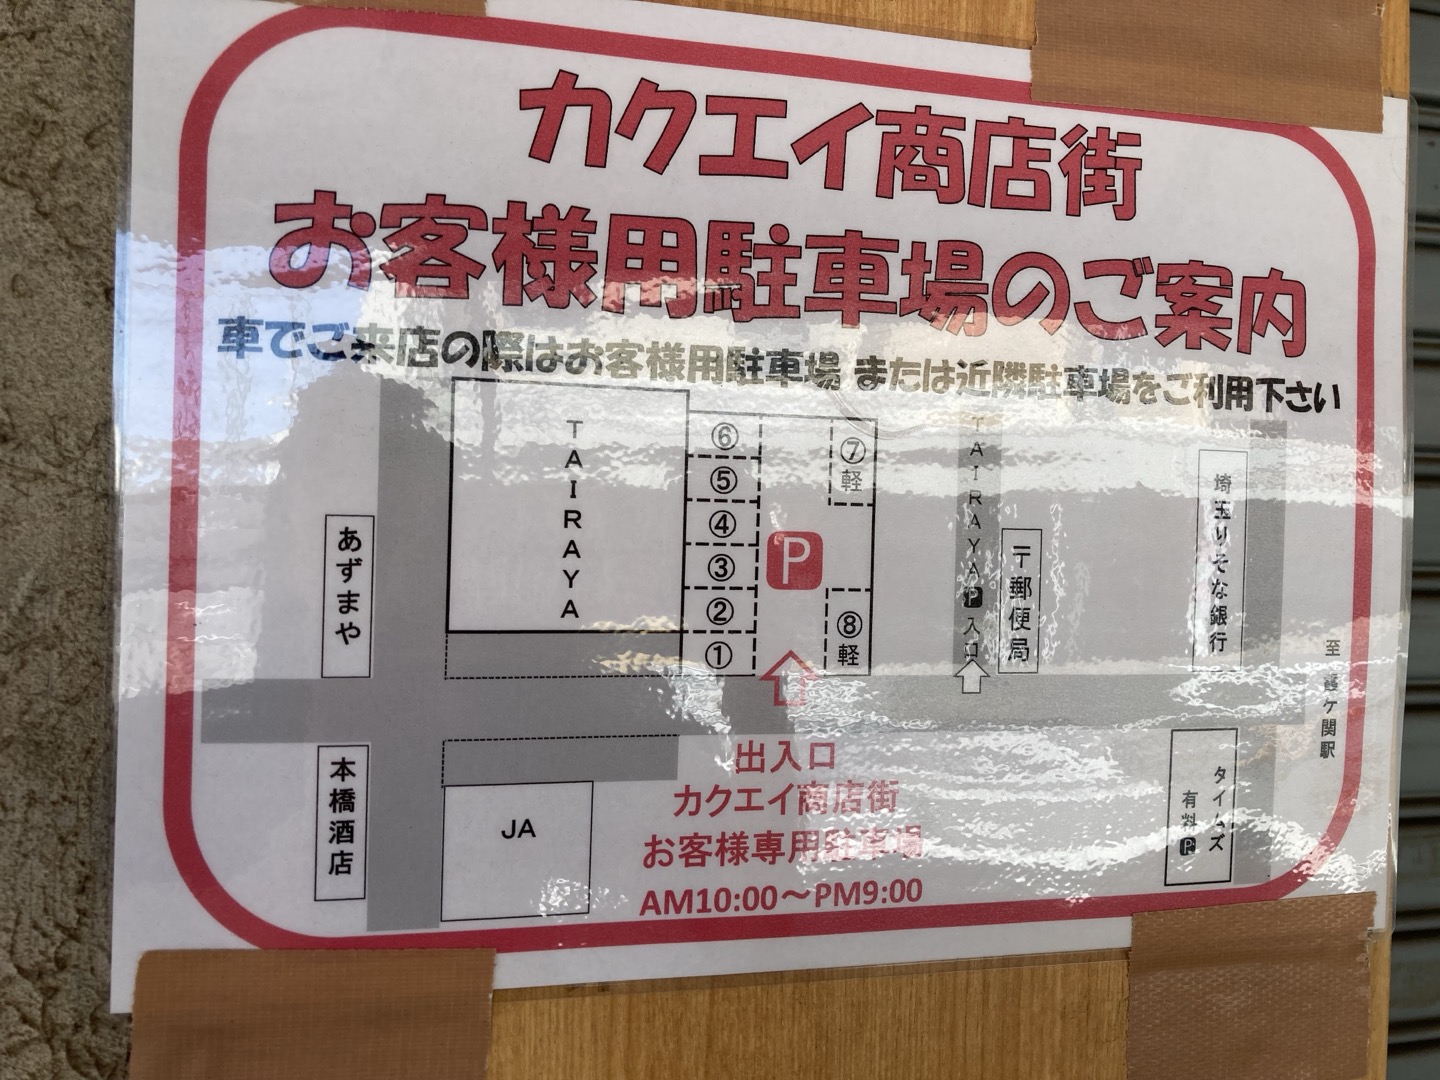 カクエイ商店街
お客様用駐車場のご案内
車でご来店の際はお客様用駐車場 または近隣駐車場をご利用下さい
TAIRAYA
⑥
⑤
④
③
②
①
⑦
軽
P
⑧
軽
TAIRAYA P 入口
〒郵便局
埼玉りそな銀行
至 霞ケ関駅
あずまや
本橋酒店
JA
出入口
カクエイ商店街
お客様専用駐車場
AM10:00～PM9:00
タイムズ
有料P